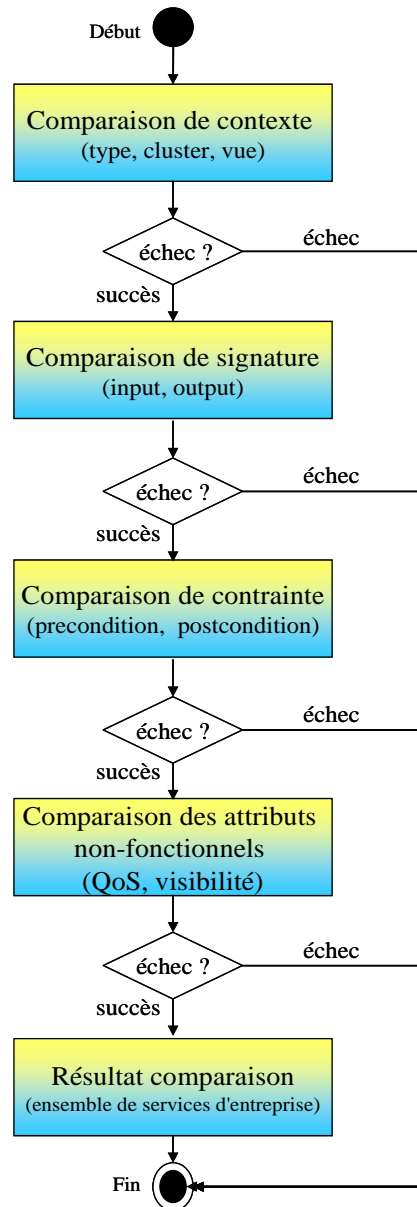 Début
Comparaison de contexte
(type, cluster, vue)
échec ?
échec
succès
Comparaison de signature
(input, output)
échec ?
échec
succès
Comparaison de contrainte
(precondition, postcondition)
échec ?
échec
succès
Comparaison des attributs
non-fonctionnels
(QoS, visibilité)
échec ?
échec
succès
Résultat comparaison
(ensemble de services d'entreprise)
Fin